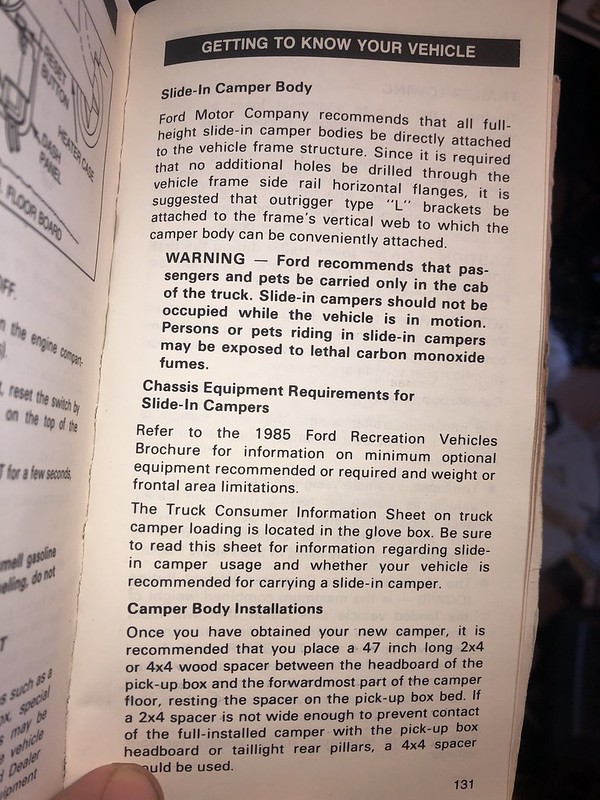 RESET
BUTTON
HEATER CASE
DASH
PANEL
FLOOR BOARD
OFF.
the engine compart-
reset the switch by
on the top of the
for a few seconds,
smell gasoline
do not
such as a
special
may be
vehicle
Dealer
GETTING TO KNOW YOUR VEHICLE
Slide-In Camper Body
Ford Motor Company recommends that all full-
height slide-in camper bodies be directly attached
to the vehicle frame structure. Since it is required
that no additional holes be drilled through the
vehicle frame side rail horizontal flanges, it is
suggested that outrigger type "L" brackets be
attached to the frame's vertical web to which the
camper body can be conveniently attached.
WARNING — Ford recommends that pas-
sengers and pets be carried only in the cab
of the truck. Slide-in campers should not be
occupied while the vehicle is in motion.
Persons or pets riding in slide-in campers
may be exposed to lethal carbon monoxide
fumes.
Chassis Equipment Requirements for
Slide-In Campers
Refer to the 1985 Ford Recreation Vehicles
Brochure for information on minimum optional
equipment recommended or required and weight or
frontal area limitations.
The Truck Consumer Information Sheet on truck
camper loading is located in the glove box. Be sure
to read this sheet for information regarding slide-
in camper usage and whether your vehicle is
recommended for carrying a slide-in camper.
Camper Body Installations
Once you have obtained your new camper, it is
recommended that you place a 47 inch long 2x4
or 4x4 wood spacer between the headboard of the
pick-up box and the forwardmost part of the camper
floor, resting the spacer on the pick-up box bed. If
a 2x4 spacer is not wide enough to prevent contact
of the full-installed camper with the pick-up box
headboard or taillight rear pillars, a 4x4 spacer
should be used.
131